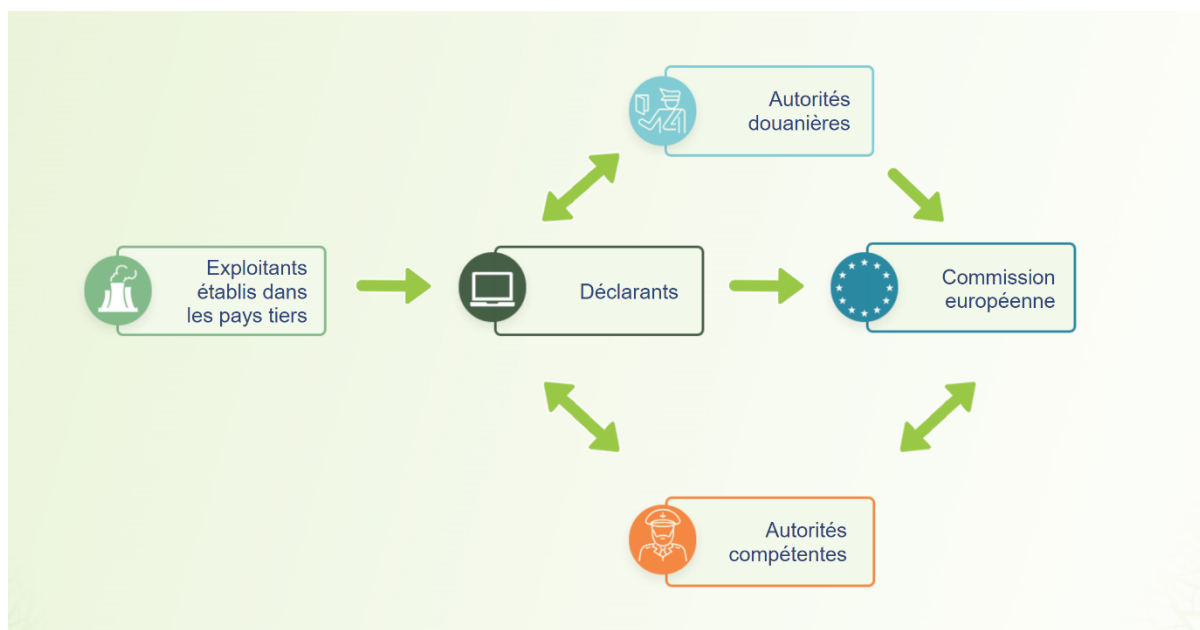 Autorités
douanières
Exploitants
établis dans
les pays tiers
Déclarants
Commission
européenne
Autorités
compétentes